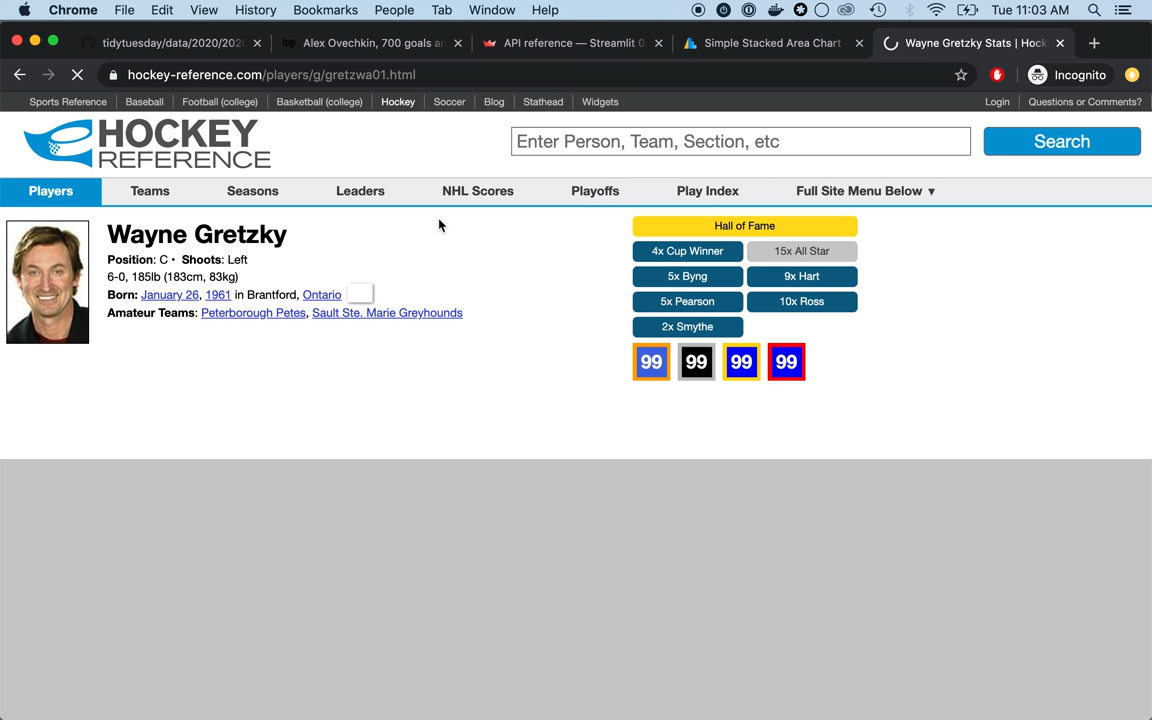 Chrome File Edit View History Bookmarks People Tab Window Help Tue 11:03 AM
tidytuesday/data/2020/202 Alex Ovechkin, 700 goals an API reference — Streamlit 0. Simple Stacked Area Chart - Wayne Gretzky Stats | Hock
hockey-reference.com/players/g/gretzwa01.html Incognito
Sports Reference Baseball Football (college) Basketball (college) Hockey Soccer Blog Stathead Widgets Login Questions or Comments?
HOCKEY
REFERENCE
Enter Person, Team, Section, etc Search
Players Teams Seasons Leaders NHL Scores Playoffs Play Index Full Site Menu Below ▼
Wayne Gretzky
Position: C • Shoots: Left
6-0, 185lb (183cm, 83kg)
Born: January 26, 1961 in Brantford, Ontario
Amateur Teams: Peterborough Petes, Sault Ste. Marie Greyhounds
Hall of Fame
4x Cup Winner 15x All Star
5x Byng 9x Hart
5x Pearson 10x Ross
2x Smythe
99 99 99 99